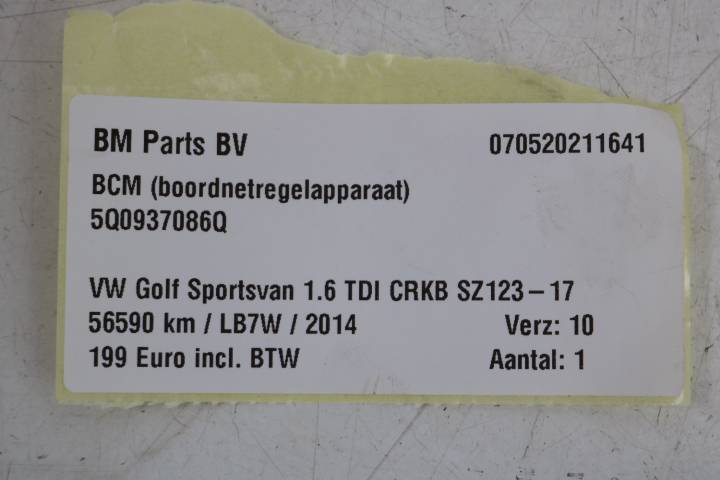 BM Parts BV 070520211641
BCM (boordnetregelapparaat)
5Q0937086Q
VW Golf Sportsvan 1.6 TDI CRKB SZ123-17
56590 km / LB7W / 2014 Verz: 10
199 Euro incl. BTW Aantal: 1